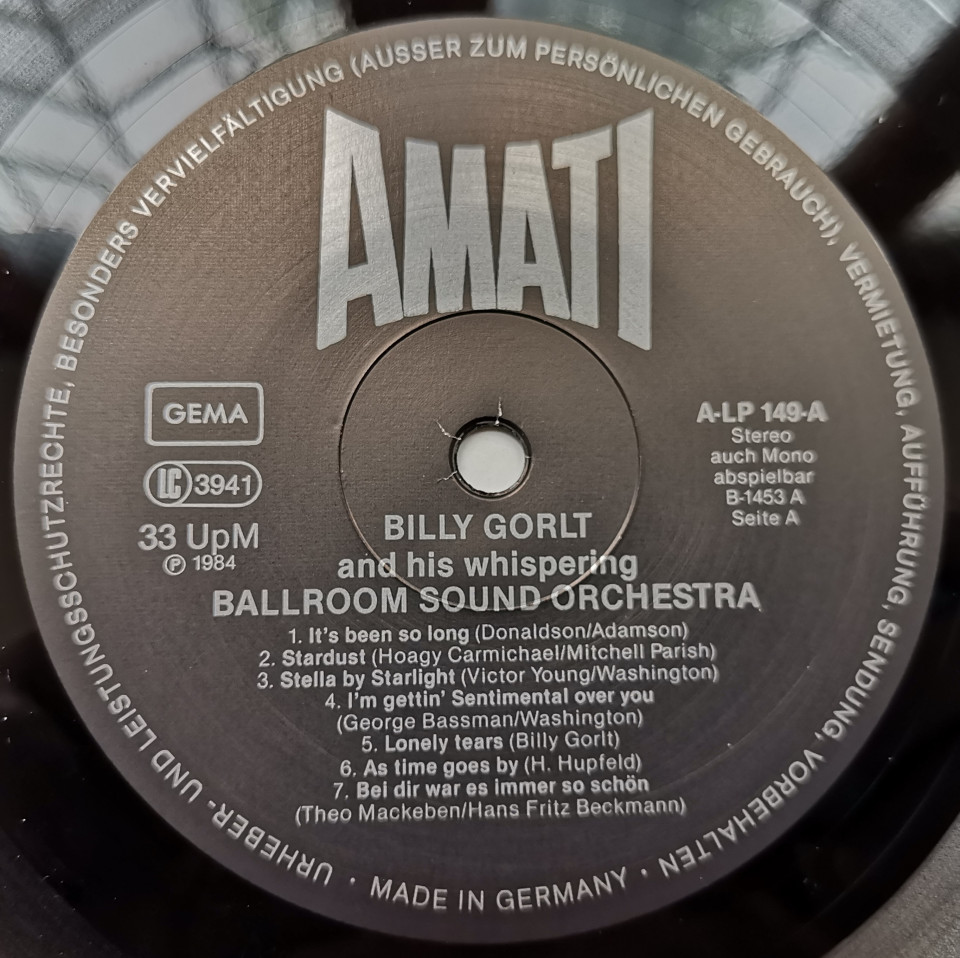 URHEBER- UND LEISTUNGSSCHUTZRECHTE, BESONDERS VERVIELFÄLTIGUNG (AUSSER ZUM PERSÖNLICHEN GEBRAUCH), VERMIETUNG, AUFFÜHRUNG, SENDUNG, VORBEHALTEN · MADE IN GERMANY ·
AMATI
GEMA
LC 3941
33 UpM
℗ 1984
A-LP 149-A
Stereo
auch Mono
abspielbar
B-1453 A
Seite A
BILLY GORLT
and his whispering
BALLROOM SOUND ORCHESTRA
1. It's been so long (Donaldson/Adamson)
2. Stardust (Hoagy Carmichael/Mitchell Parish)
3. Stella by Starlight (Victor Young/Washington)
4. I'm gettin' Sentimental over you
(George Bassman/Washington)
5. Lonely tears (Billy Gorlt)
6. As time goes by (H. Hupfeld)
7. Bei dir war es immer so schön
(Theo Mackeben/Hans Fritz Beckmann)